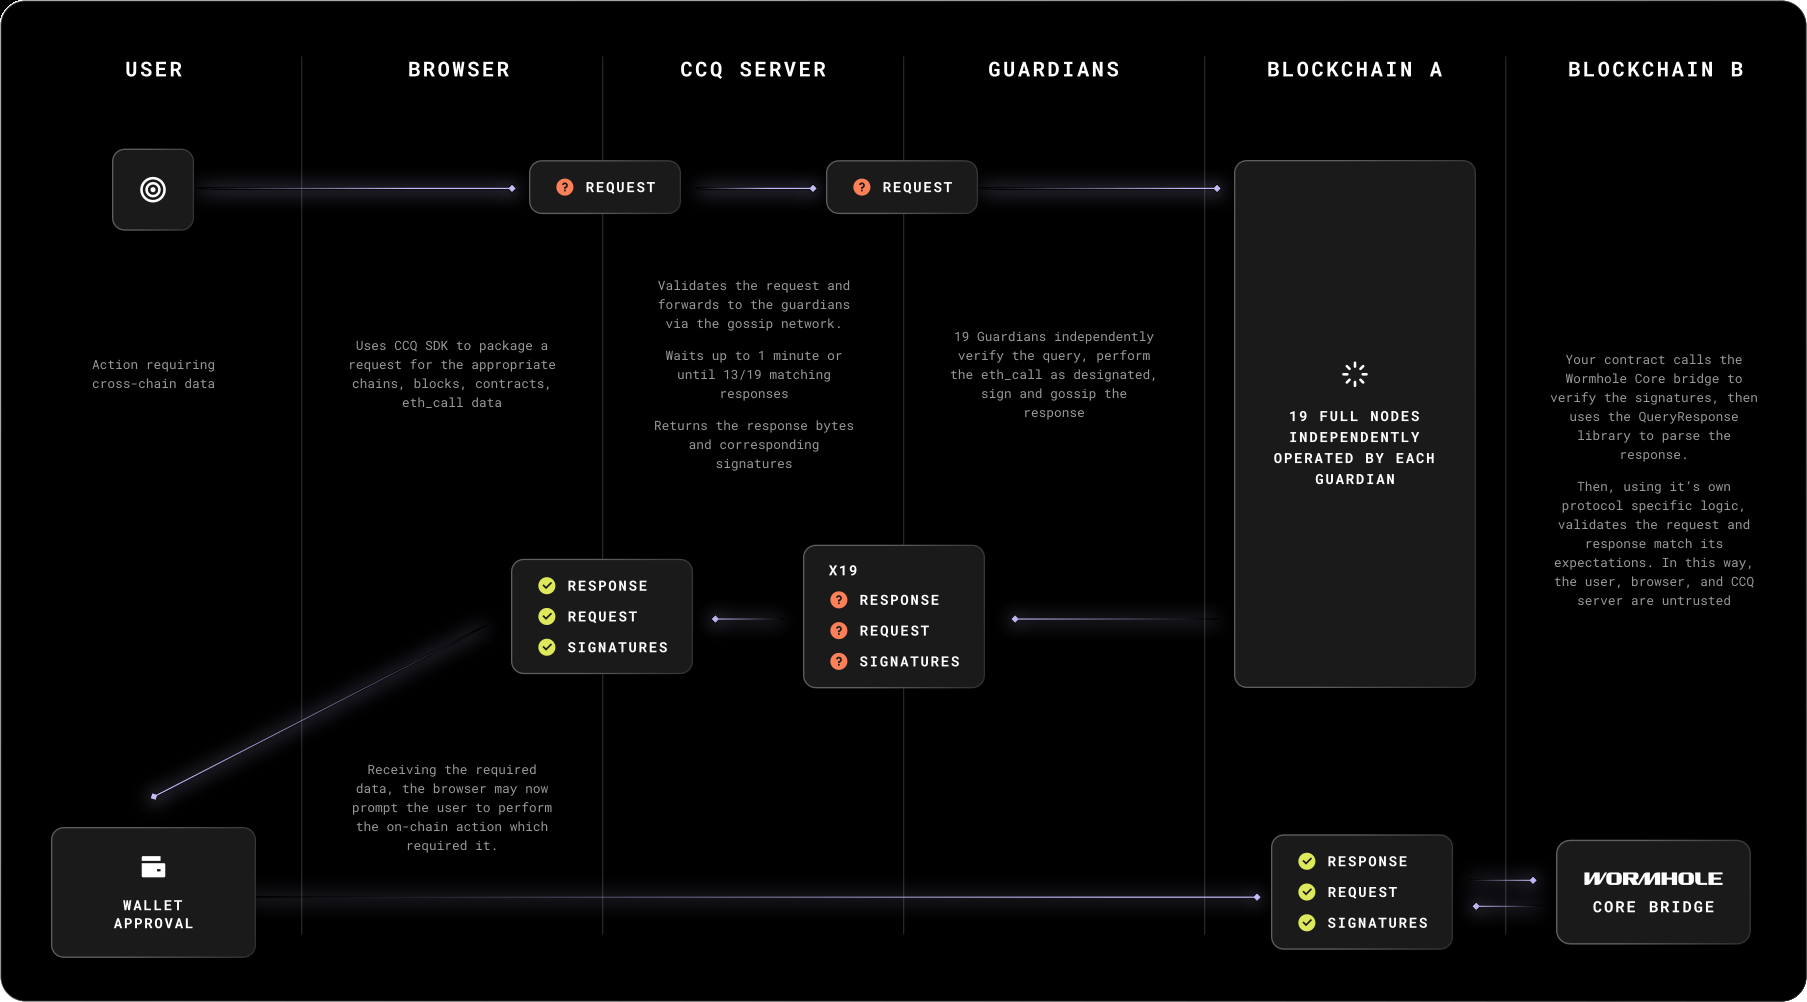 USER
BROWSER
CCQ SERVER
GUARDIANS
BLOCKCHAIN A
BLOCKCHAIN B
? REQUEST
? REQUEST
Action requiring
cross-chain data
Uses CCQ SDK to package a
request for the appropriate
chains, blocks, contracts,
eth_call data
Validates the request and
forwards to the guardians
via the gossip network.
Waits up to 1 minute or
until 13/19 matching
responses
Returns the response bytes
and corresponding
signatures
19 Guardians independently
verify the query, perform
the eth_call as designated,
sign and gossip the
response
19 FULL NODES
INDEPENDENTLY
OPERATED BY EACH
GUARDIAN
Your contract calls the
Wormhole Core bridge to
verify the signatures, then
uses the QueryResponse
library to parse the
response.
Then, using it’s own
protocol specific logic,
validates the request and
response match its
expectations. In this way,
the user, browser, and CCQ
server are untrusted
RESPONSE
REQUEST
SIGNATURES
X19
? RESPONSE
? REQUEST
? SIGNATURES
Receiving the required
data, the browser may now
prompt the user to perform
the on-chain action which
required it.
WALLET
APPROVAL
RESPONSE
REQUEST
SIGNATURES
WORMHOLE
CORE BRIDGE